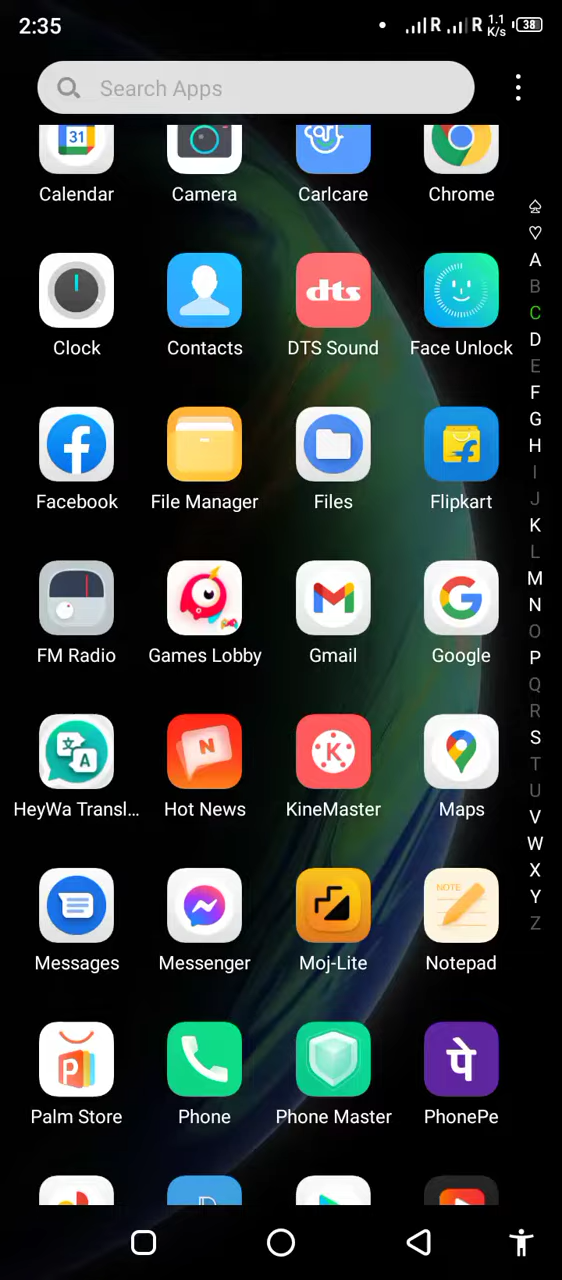 2:35 R R 1.1 K/s 38
Search Apps
31
Calendar Camera Carlcare Chrome
dts
Clock Contacts DTS Sound Face Unlock
Facebook File Manager Files Flipkart
FM Radio Games Lobby Gmail Google
文 A N K
HeyWa Transl... Hot News KineMaster Maps
NOTE
Messages Messenger Moj-Lite Notepad
P पे
Palm Store Phone Phone Master PhonePe
A
B
C
D
E
F
G
H
I
J
K
L
M
N
O
P
Q
R
S
T
U
V
W
X
Y
Z